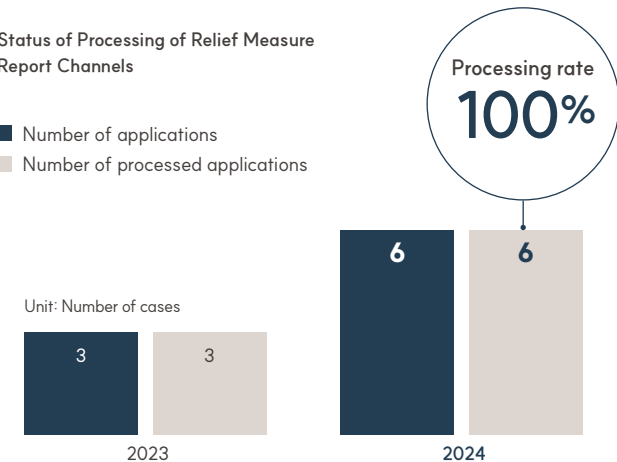 Status of Processing of Relief Measure
Report Channels
Number of applications
Number of processed applications
Processing rate
100%
Unit: Number of cases
3
3
6
6
2023
2024